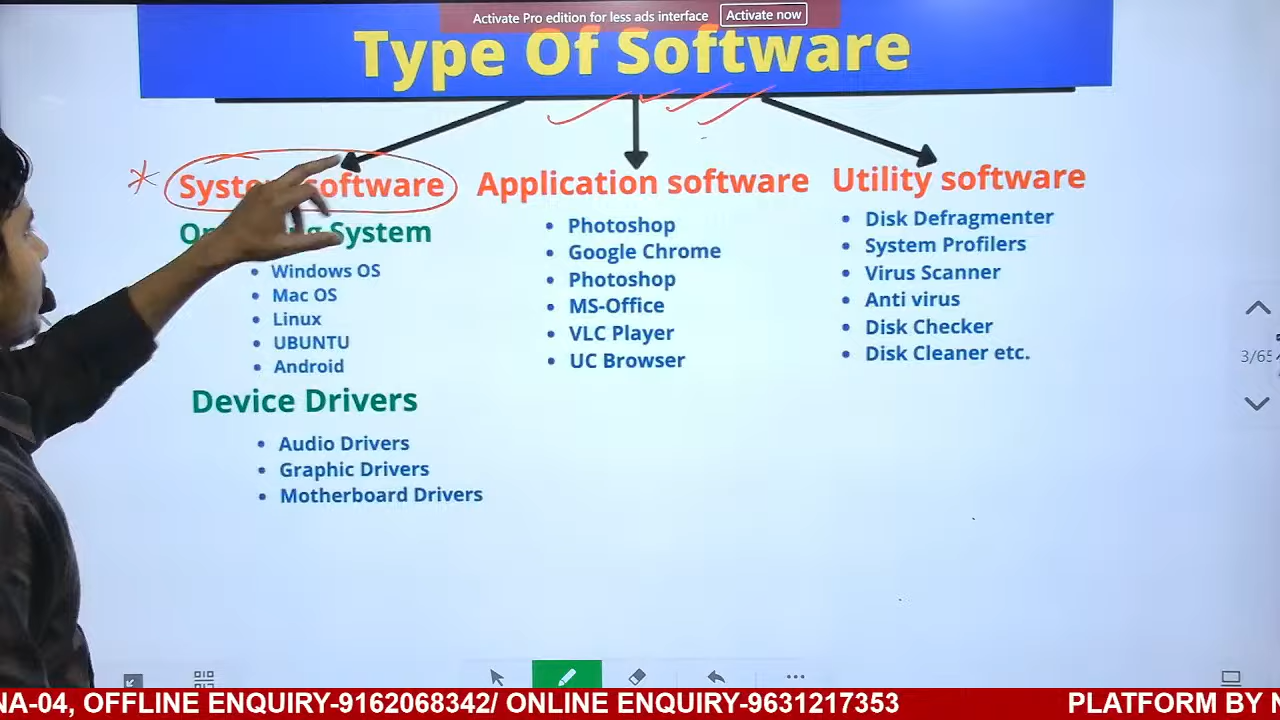 Activate Pro edition for less ads interface Activate now
Type Of Software
System software
Operating System
Windows OS
Mac OS
Linux
UBUNTU
Android
Device Drivers
Audio Drivers
Graphic Drivers
Motherboard Drivers
Application software
Photoshop
Google Chrome
Photoshop
MS-Office
VLC Player
UC Browser
Utility software
Disk Defragmenter
System Profilers
Virus Scanner
Anti virus
Disk Checker
Disk Cleaner etc.
3/65
NA-04, OFFLINE ENQUIRY-9162068342/ ONLINE ENQUIRY-9631217353 PLATFORM BY N